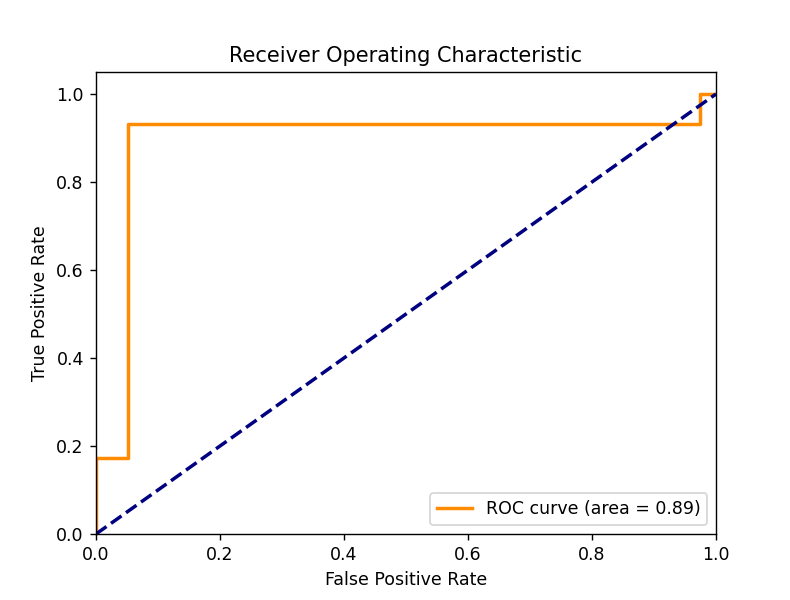 Receiver Operating Characteristic
True Positive Rate
1.0
0.8
0.6
0.4
0.2
0.0
ROC curve (area = 0.89)
0.0 0.2 0.4 0.6 0.8 1.0
False Positive Rate